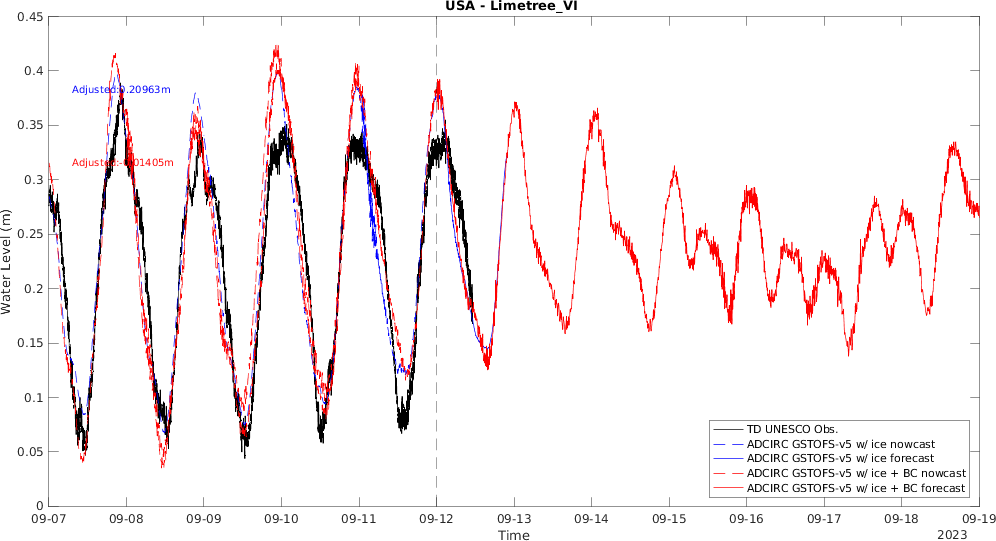 USA - Limetree_VI
0.45
0.4
0.35
0.3
0.25
0.2
0.15
0.1
0.05
0
Water Level (m)
Adjusted:0.20963m
Adjusted:-0.01405m
TD UNESCO Obs.
ADCIRC GSTOFS-v5 w/ ice nowcast
ADCIRC GSTOFS-v5 w/ ice forecast
ADCIRC GSTOFS-v5 w/ ice + BC nowcast
ADCIRC GSTOFS-v5 w/ ice + BC forecast
09-07 09-08 09-09 09-10 09-11 09-12 09-13 09-14 09-15 09-16 09-17 09-18 09-19
Time
2023